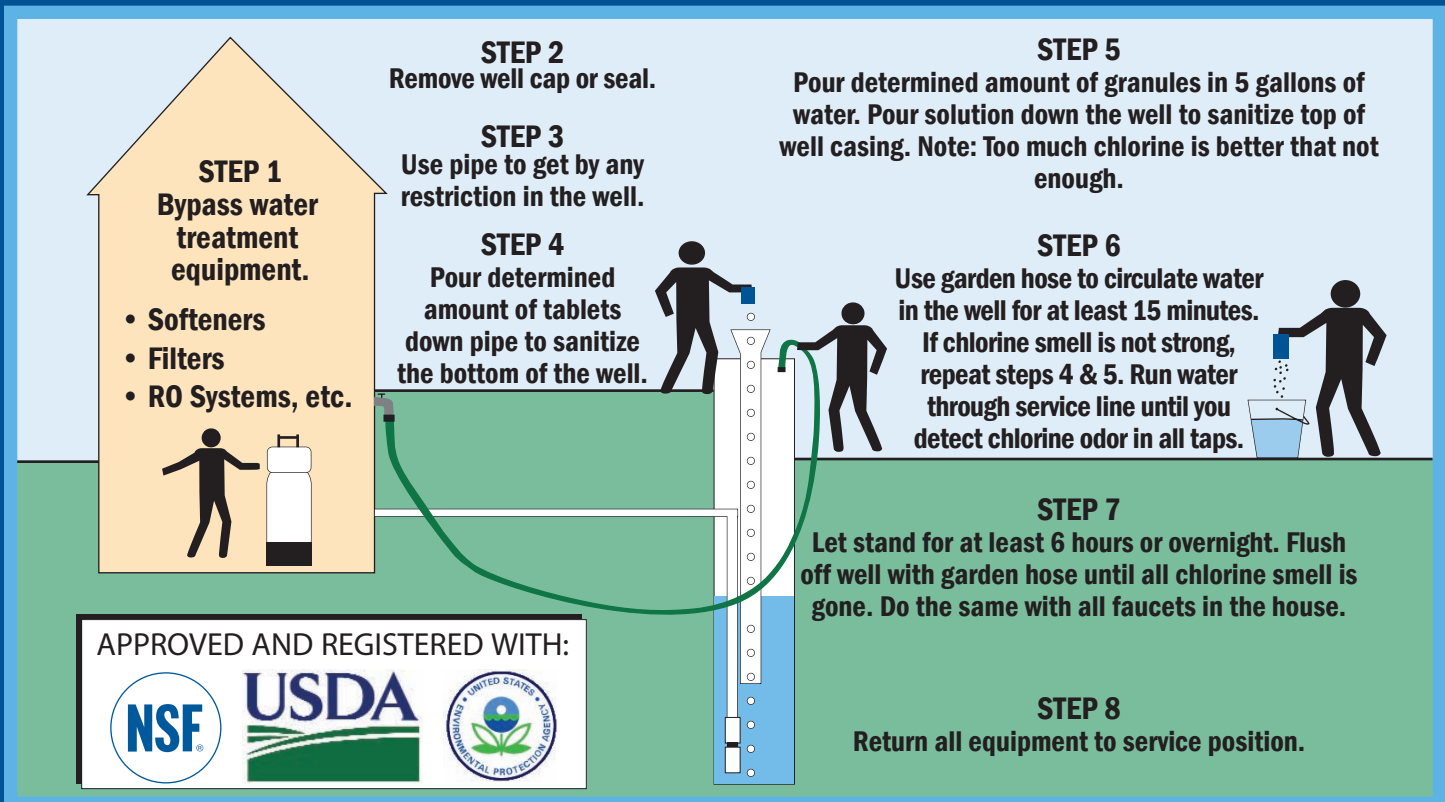 STEP 1
Bypass water
treatment
equipment.
• Softeners
• Filters
• RO Systems, etc.
STEP 2
Remove well cap or seal.
STEP 3
Use pipe to get by any
restriction in the well.
STEP 4
Pour determined
amount of tablets
down pipe to sanitize
the bottom of the well.
STEP 5
Pour determined amount of granules in 5 gallons of
water. Pour solution down the well to sanitize top of
well casing. Note: Too much chlorine is better that not
enough.
STEP 6
Use garden hose to circulate water
in the well for at least 15 minutes.
If chlorine smell is not strong,
repeat steps 4 & 5. Run water
through service line until you
detect chlorine odor in all taps.
STEP 7
Let stand for at least 6 hours or overnight. Flush
off well with garden hose until all chlorine smell is
gone. Do the same with all faucets in the house.
STEP 8
Return all equipment to service position.
APPROVED AND REGISTERED WITH:
NSF®
USDA
UNITED STATES
ENVIRONMENTAL PROTECTION AGENCY